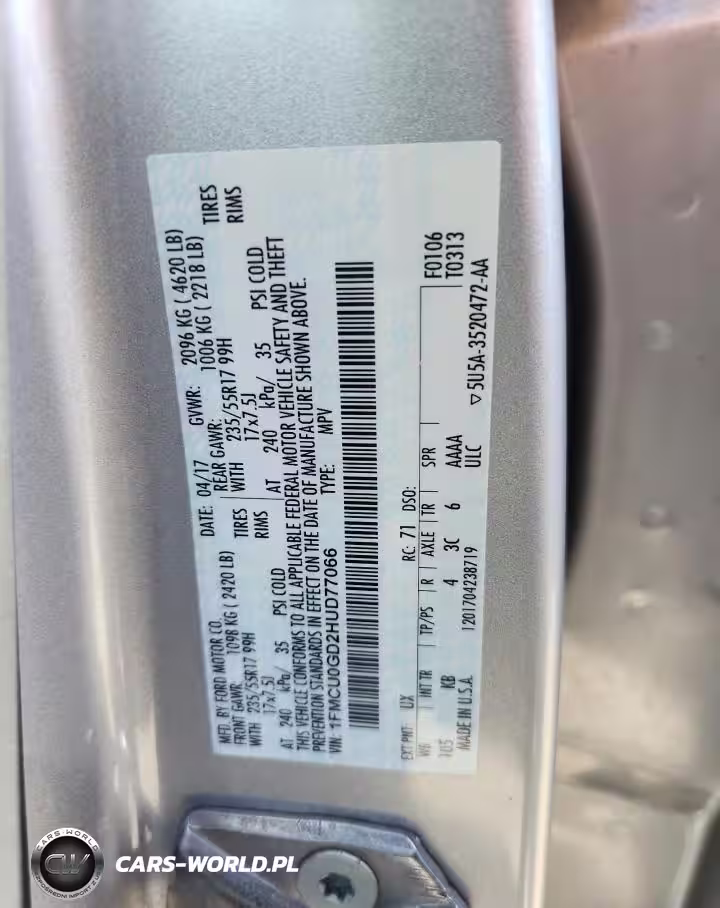 MFD. BY FORD MOTOR CO.
DATE: 04/17 GVWR: 2096 KG ( 4620 LB)
FRONT GAWR: 1098 KG ( 2420 LB)
REAR GAWR: 1006 KG ( 2218 LB)
WITH 235/55R17 99H TIRES
WITH 235/55R17 99H TIRES
17x7.5J RIMS
17x7.5J RIMS
AT 240 kPa/ 35 PSI COLD
AT 240 kPa/ 35 PSI COLD
THIS VEHICLE CONFORMS TO ALL APPLICABLE FEDERAL MOTOR VEHICLE SAFETY AND THEFT
PREVENTION STANDARDS IN EFFECT ON THE DATE OF MANUFACTURE SHOWN ABOVE.
VIN: 1FMCU0GD2HUD77066 TYPE: MPV
EXT PNT: UX RC: 71 DSO: F0106
T0313
WB INT TR TP/PS R AXLE TR SPR
105 KB 4 3C 6 AAAA
MADE IN U.S.A. 1201704238719 ULC
▽5U5A-3520472-AA
CARS-WORLD
CW
CARS-WORLD.PL